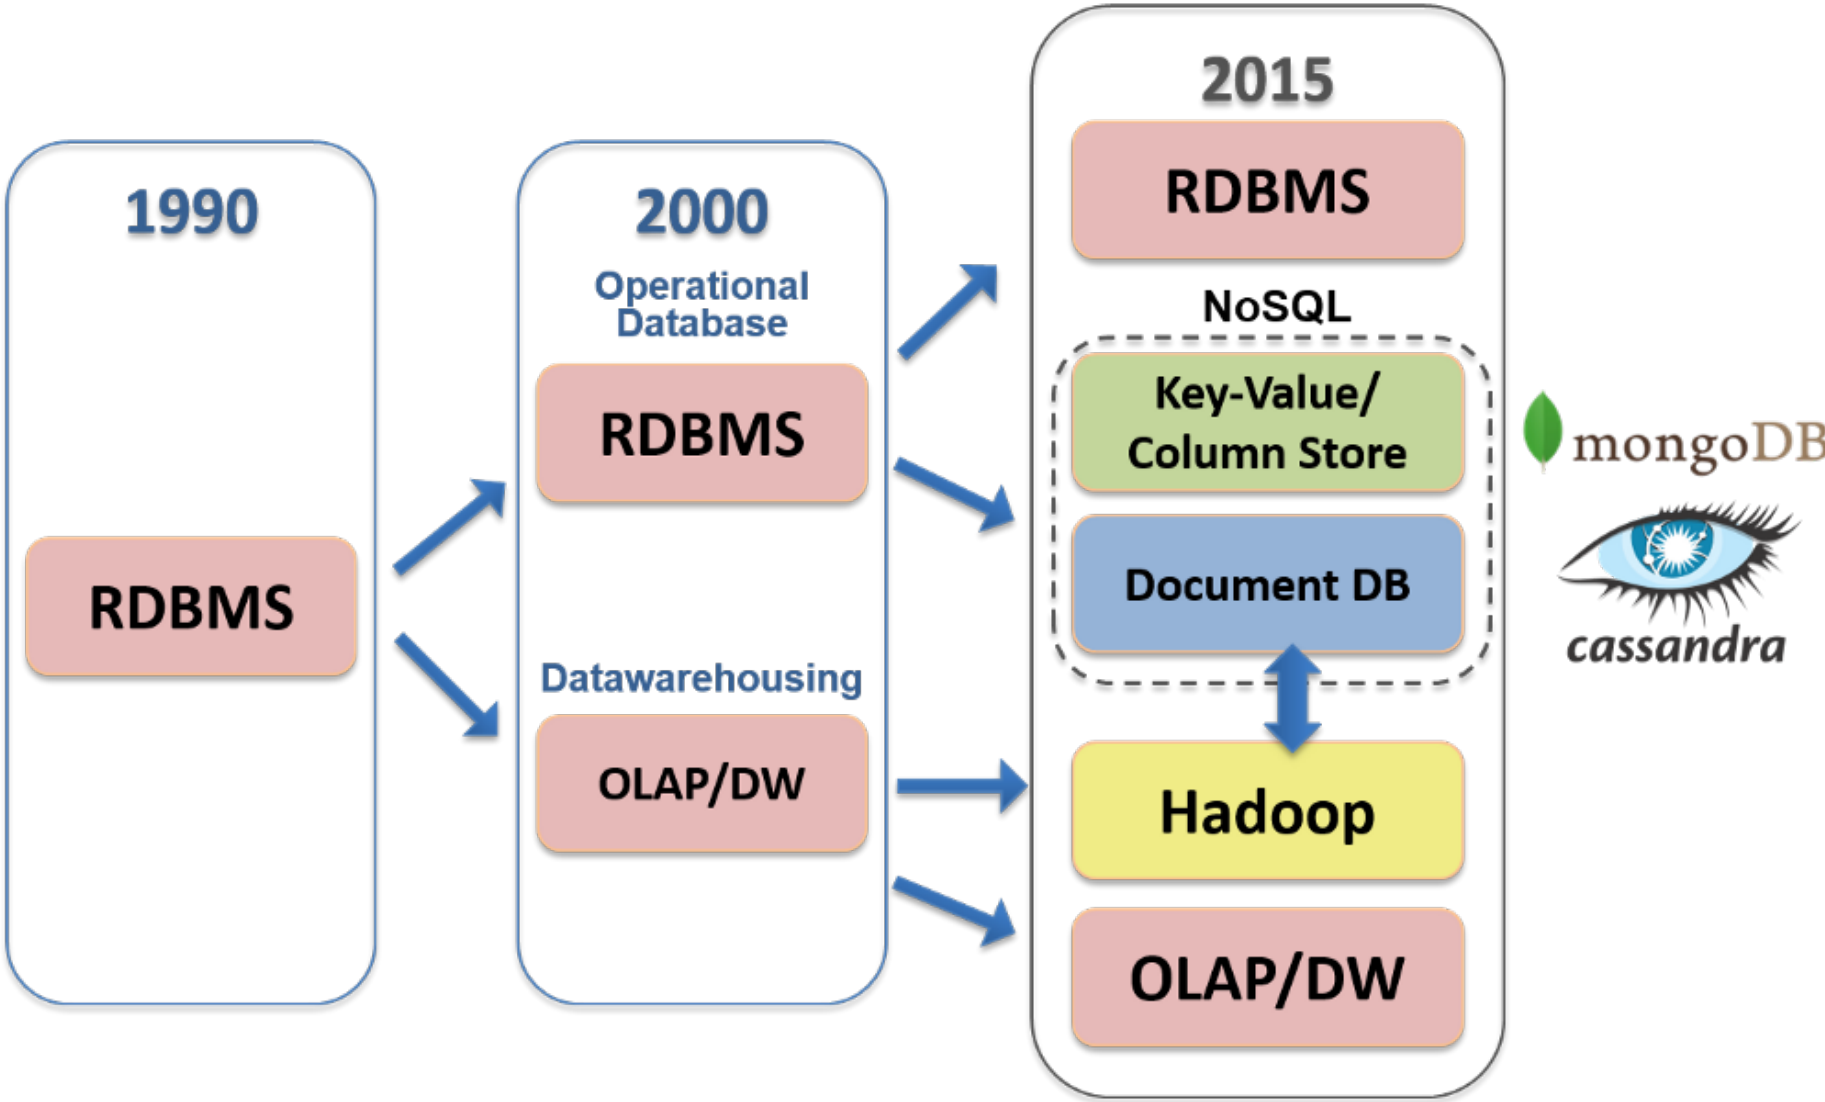 1990
RDBMS
2000
Operational
Database
RDBMS
Datawarehousing
OLAP/DW
2015
RDBMS
NoSQL
Key-Value/
Column Store
Document DB
Hadoop
OLAP/DW
mongoDB
cassandra